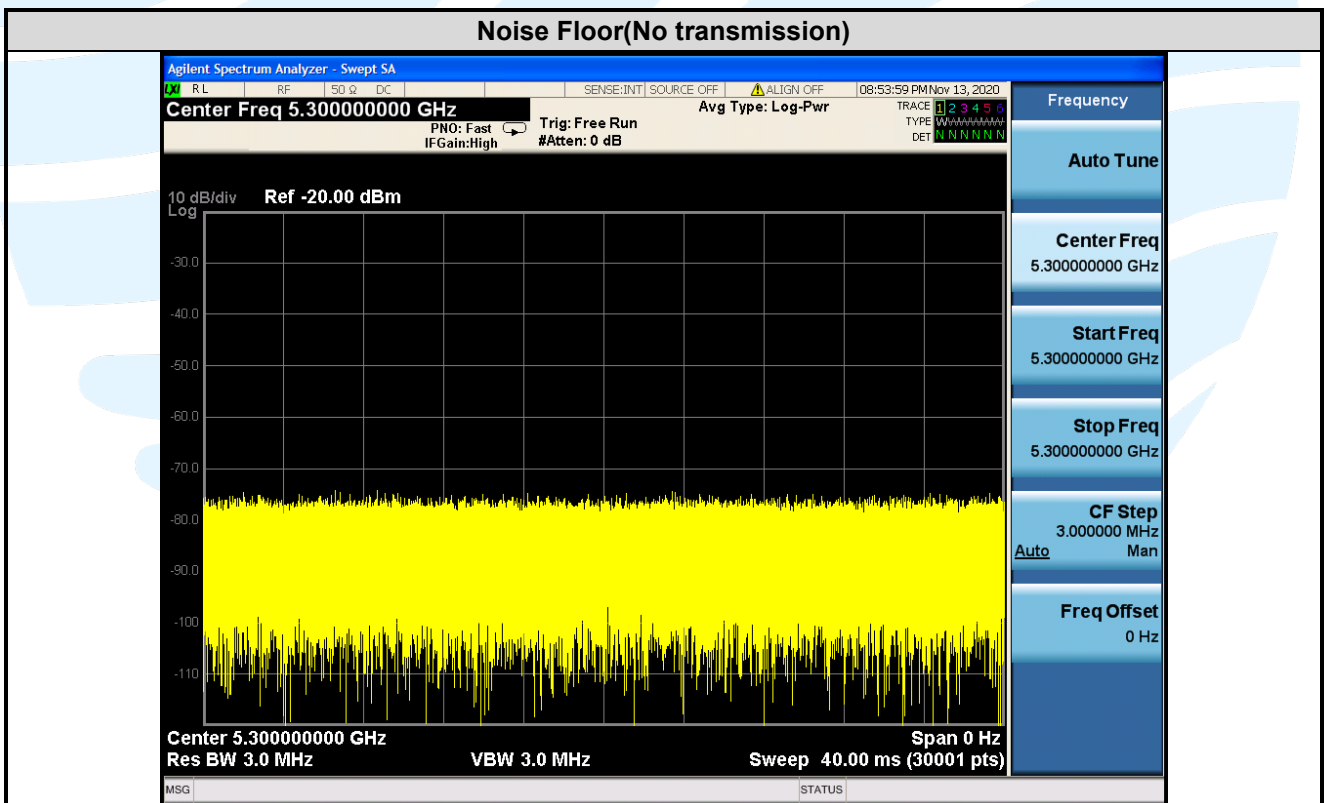 Noise Floor(No transmission)
Agilent Spectrum Analyzer - Swept SA
LXI RL RF 50 Ω DC SENSE:INT SOURCE OFF ALIGN OFF 08:53:59 PM Nov 13, 2020
Center Freq 5.300000000 GHz
Avg Type: Log-Pwr
TRACE 1 2 3 4 5 6
PNO: Fast
Trig: Free Run
TYPE
IFGain:High
#Atten: 0 dB
DET N N N N N N
10 dB/div Ref -20.00 dBm
Log
-30.0
-40.0
-50.0
-60.0
-70.0
-80.0
-90.0
-100
-110
Center 5.300000000 GHz
Span 0 Hz
Res BW 3.0 MHz
VBW 3.0 MHz
Sweep 40.00 ms (30001 pts)
MSG
STATUS
Frequency
Auto Tune
Center Freq
5.300000000 GHz
Start Freq
5.300000000 GHz
Stop Freq
5.300000000 GHz
CF Step
3.000000 MHz
Auto Man
Freq Offset
0 Hz